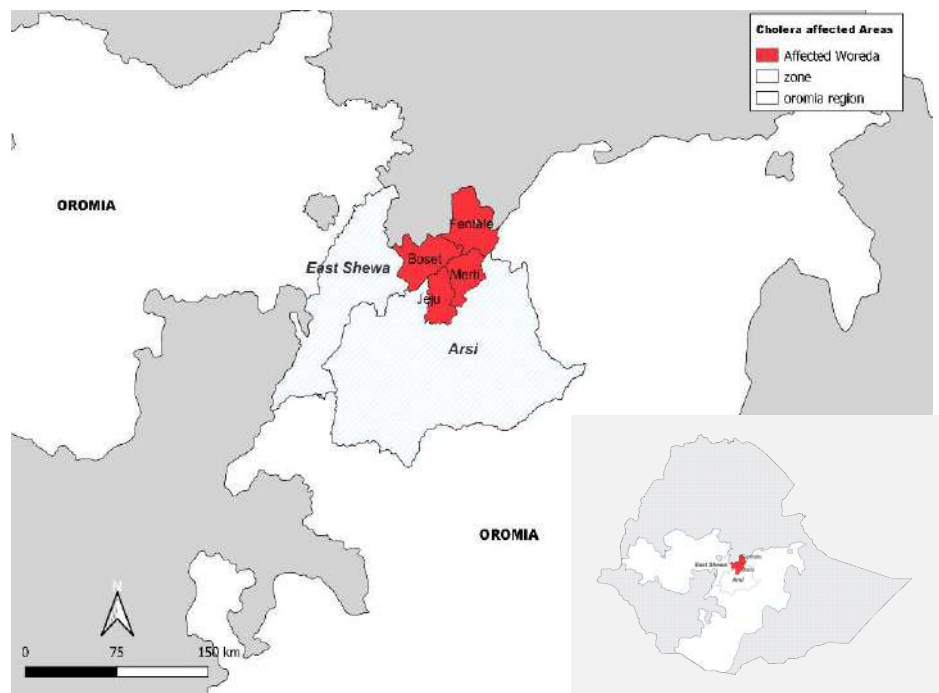 Cholera affected Areas
Affected Woreda
zone
oromia region
OROMIA
Fentale
Boset
East Shewa
Merti
Jeju
Arsi
OROMIA
N
0 75 150 km
East Shewa
Arsi